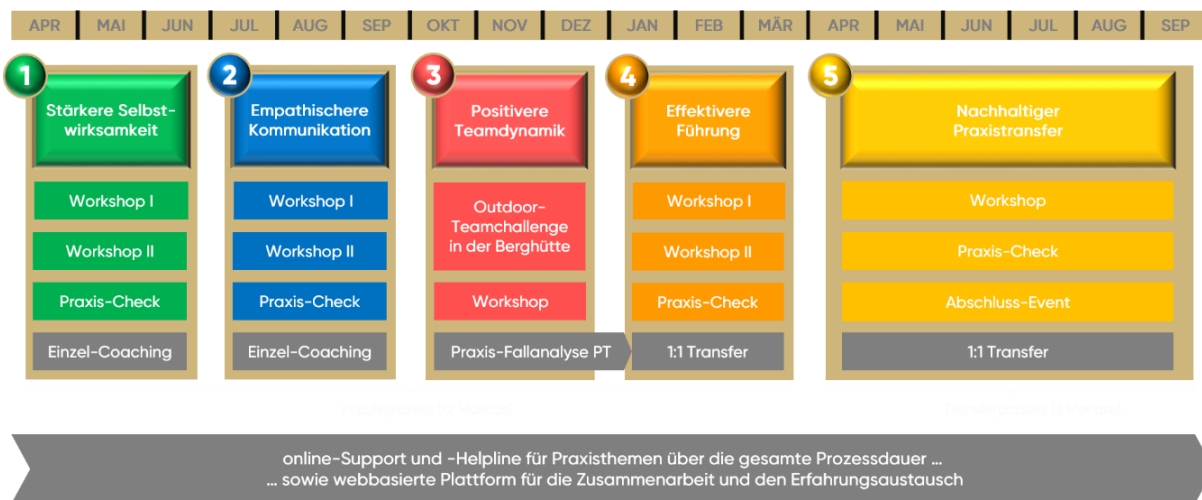 APR MAI JUN JUL AUG SEP OKT NOV DEZ JAN FEB MÄR APR MAI JUN JUL AUG SEP
1
Stärkere Selbst-
wirksamkeit
Workshop I
Workshop II
Praxis-Check
Einzel-Coaching
2
Empathischere
Kommunikation
Workshop I
Workshop II
Praxis-Check
Einzel-Coaching
3
Positivere
Teamdynamik
Outdoor-
Teamchallenge
in der Berghütte
Workshop
Praxis-Fallanalyse PT
4
Effektivere
Führung
Workshop I
Workshop II
Praxis-Check
1:1 Transfer
5
Nachhaltiger
Praxistransfer
Workshop
Praxis-Check
Abschluss-Event
1:1 Transfer
online-Support und -Helpline für Praxisthemen über die gesamte Prozessdauer ...
... sowie webbasierte Plattform für die Zusammenarbeit und den Erfahrungsaustausch